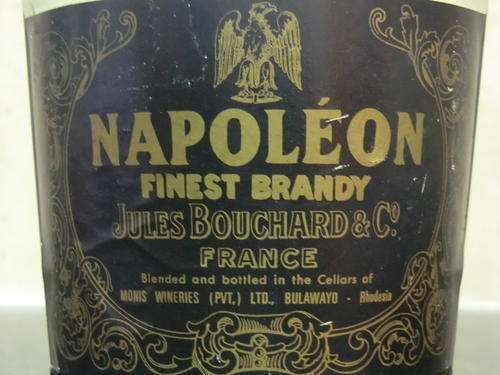 NAPOLÉON
FINEST BRANDY
JULES BOUCHARD & Cº
FRANCE
Blended and bottled in the Cellars of
MONIS WINERIES (PVT.) LTD., BULAWAYO - Rhodesia